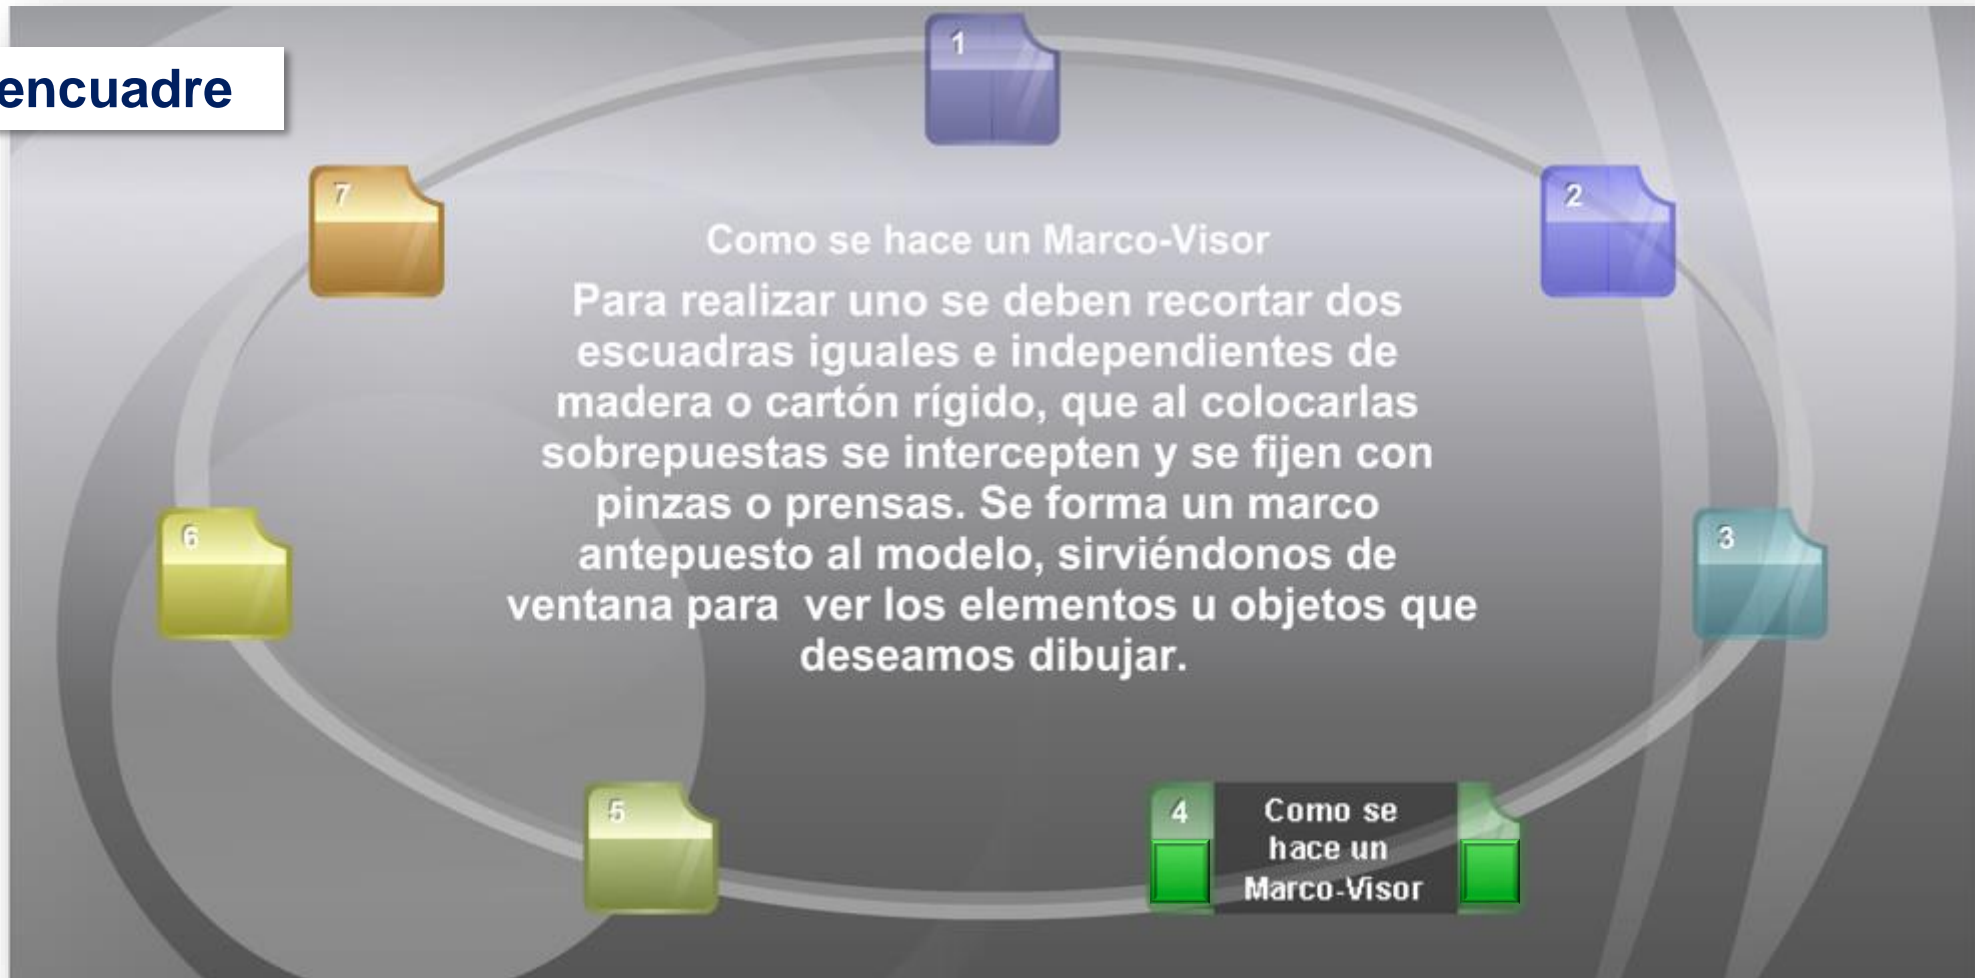 encuadre
1
2
3
4
5
6
7
Como se hace un Marco-Visor
Para realizar uno se deben recortar dos
escuadras iguales e independientes de
madera o cartón rígido, que al colocarlas
sobrepuestas se intercepten y se fijen con
pinzas o prensas. Se forma un marco
antepuesto al modelo, sirviéndonos de
ventana para  ver los elementos u objetos que
deseamos dibujar.
Como se
hace un
Marco-Visor